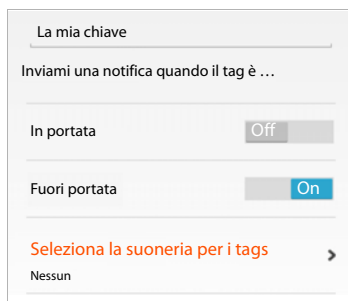 La mia chiave
Inviami una notifica quando il tag è …
In portata Off
Fuori portata On
Seleziona la suoneria per i tags
Nessun